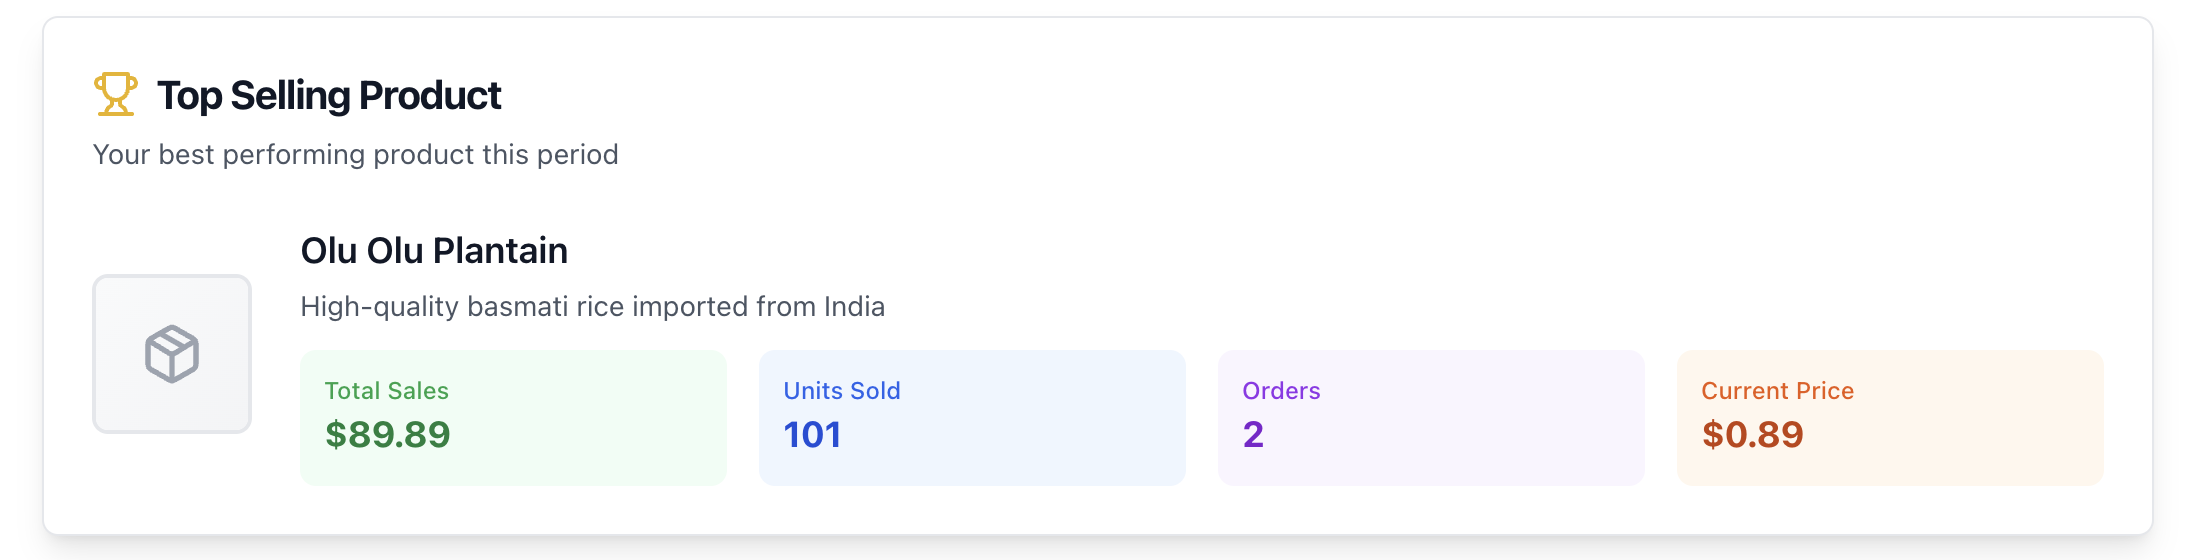 Top Selling Product
Your best performing product this period
Olu Olu Plantain
High-quality basmati rice imported from India
Total Sales
$89.89
Units Sold
101
Orders
2
Current Price
$0.89